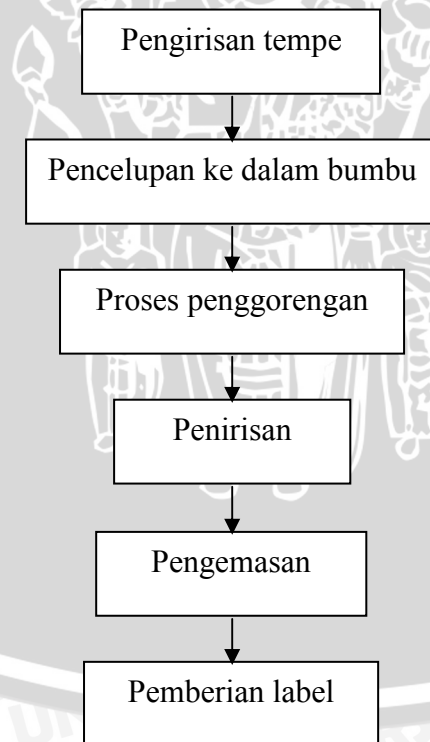 Pengirisan tempe
Pencelupan ke dalam bumbu
Proses penggorengan
Penirisan
Pengemasan
Pemberian label